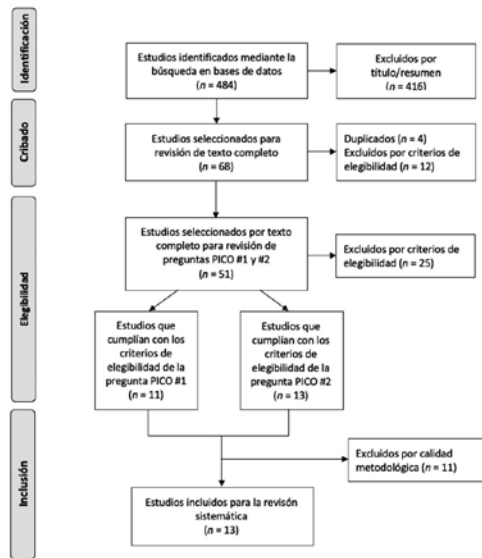 Identificación
Estudios identificados mediante la
búsqueda en bases de datos
(n = 484)
Excluidos por
título/resumen
(n = 416)
Cribado
Estudios seleccionados para
revisión de texto completo
(n = 68)
Duplicados (n = 4)
Excluidos por criterios de
elegibilidad (n = 12)
Elegibilidad
Estudios seleccionados por texto
completo para revisión de
preguntas PICO #1 y #2
(n = 51)
Excluidos por criterios de
elegibilidad (n = 25)
Estudios que
cumplían con los
criterios de
elegibilidad de la
pregunta PICO #1
(n = 11)
Estudios que
cumplían con los
criterios de
elegibilidad de la
pregunta PICO #2
(n = 13)
Inclusión
Excluidos por calidad
metodológica (n = 11)
Estudios incluidos para la revisón
sistemática
(n = 13)